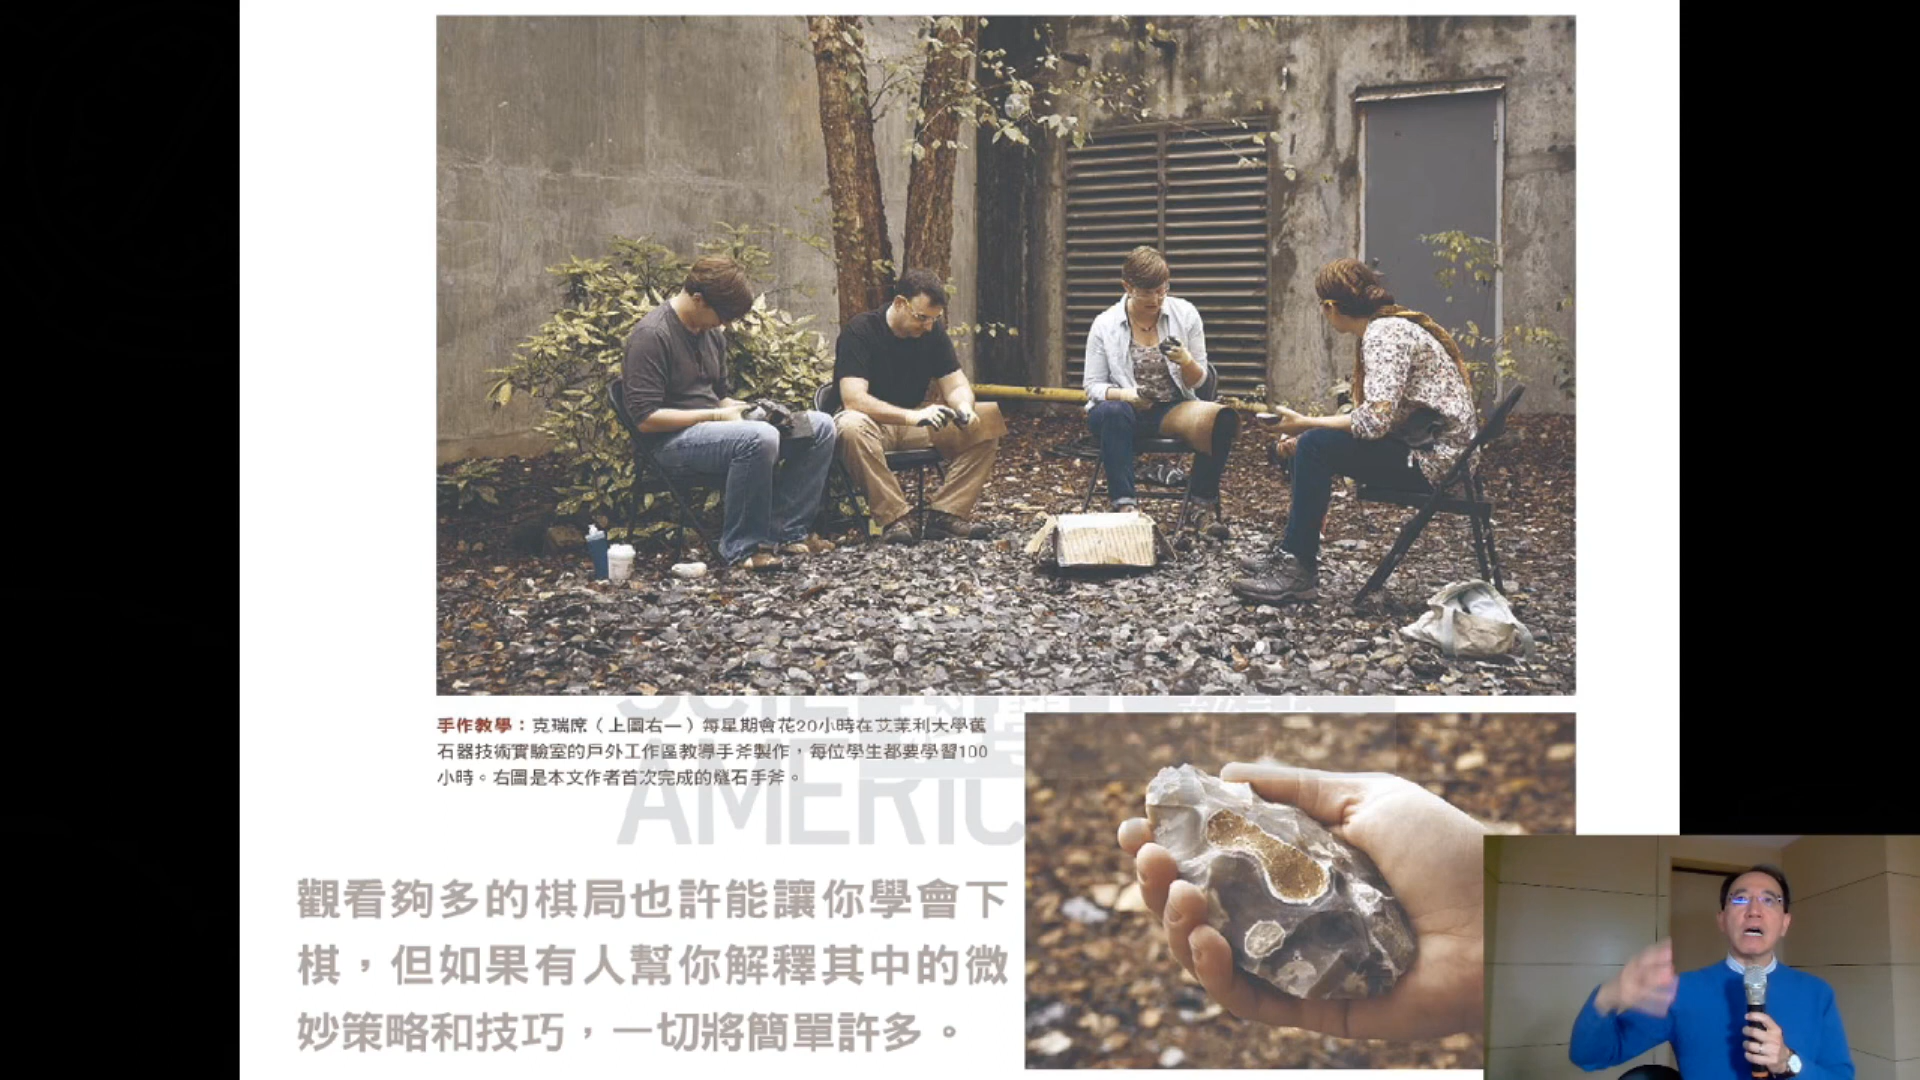 手作教學：克瑞席（上圖右一）每星期會花20小時在艾茉利大學舊
石器技術實驗室的戶外工作區教導手斧製作，每位學生都要學習100
小時。右圖是本文作者首次完成的燧石手斧。
觀看夠多的棋局也許能讓你學會下
棋，但如果有人幫你解釋其中的微
妙策略和技巧，一切將簡單許多。